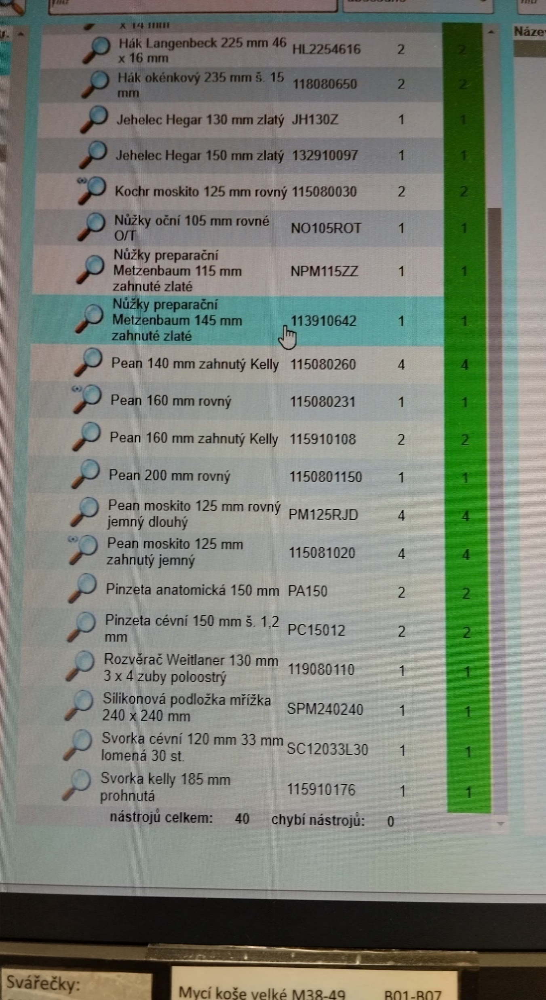 x 14 mm
Hák Langenbeck 225 mm 46 HL2254616 2 2
x 16 mm
Hák okénkový 235 mm š. 15 118080650 2 2
mm
Jehelec Hegar 130 mm zlatý JH130Z 1 1
Jehelec Hegar 150 mm zlatý 132910097 1 1
Kochr moskito 125 mm rovný 115080030 2 2
Nůžky oční 105 mm rovné NO105ROT 1 1
O/T
Nůžky preparační
Metzenbaum 115 mm NPM115ZZ 1 1
zahnuté zlaté
Nůžky preparační
Metzenbaum 145 mm 113910642 1 1
zahnuté zlaté
Pean 140 mm zahnutý Kelly 115080260 4 4
Pean 160 mm rovný 115080231 1 1
Pean 160 mm zahnutý Kelly 115910108 2 2
Pean 200 mm rovný 1150801150 1 1
Pean moskito 125 mm rovný PM125RJD 4 4
jemný dlouhý
Pean moskito 125 mm 115081020 4 4
zahnutý jemný
Pinzeta anatomická 150 mm PA150 2 2
Pinzeta cévní 150 mm š. 1,2 PC15012 2 2
mm
Rozvěrač Weitlaner 130 mm 119080110 1 1
3 x 4 zuby poloostrý
Silikonová podložka mřížka SPM240240 1 1
240 x 240 mm
Svorka cévní 120 mm 33 mm SC12033L30 1 1
lomená 30 st.
Svorka kelly 185 mm 115910176 1 1
prohnutá
nástrojů celkem: 40 chybí nástrojů: 0
Svářečky:
Mycí koše velké M38-49 B01-B07